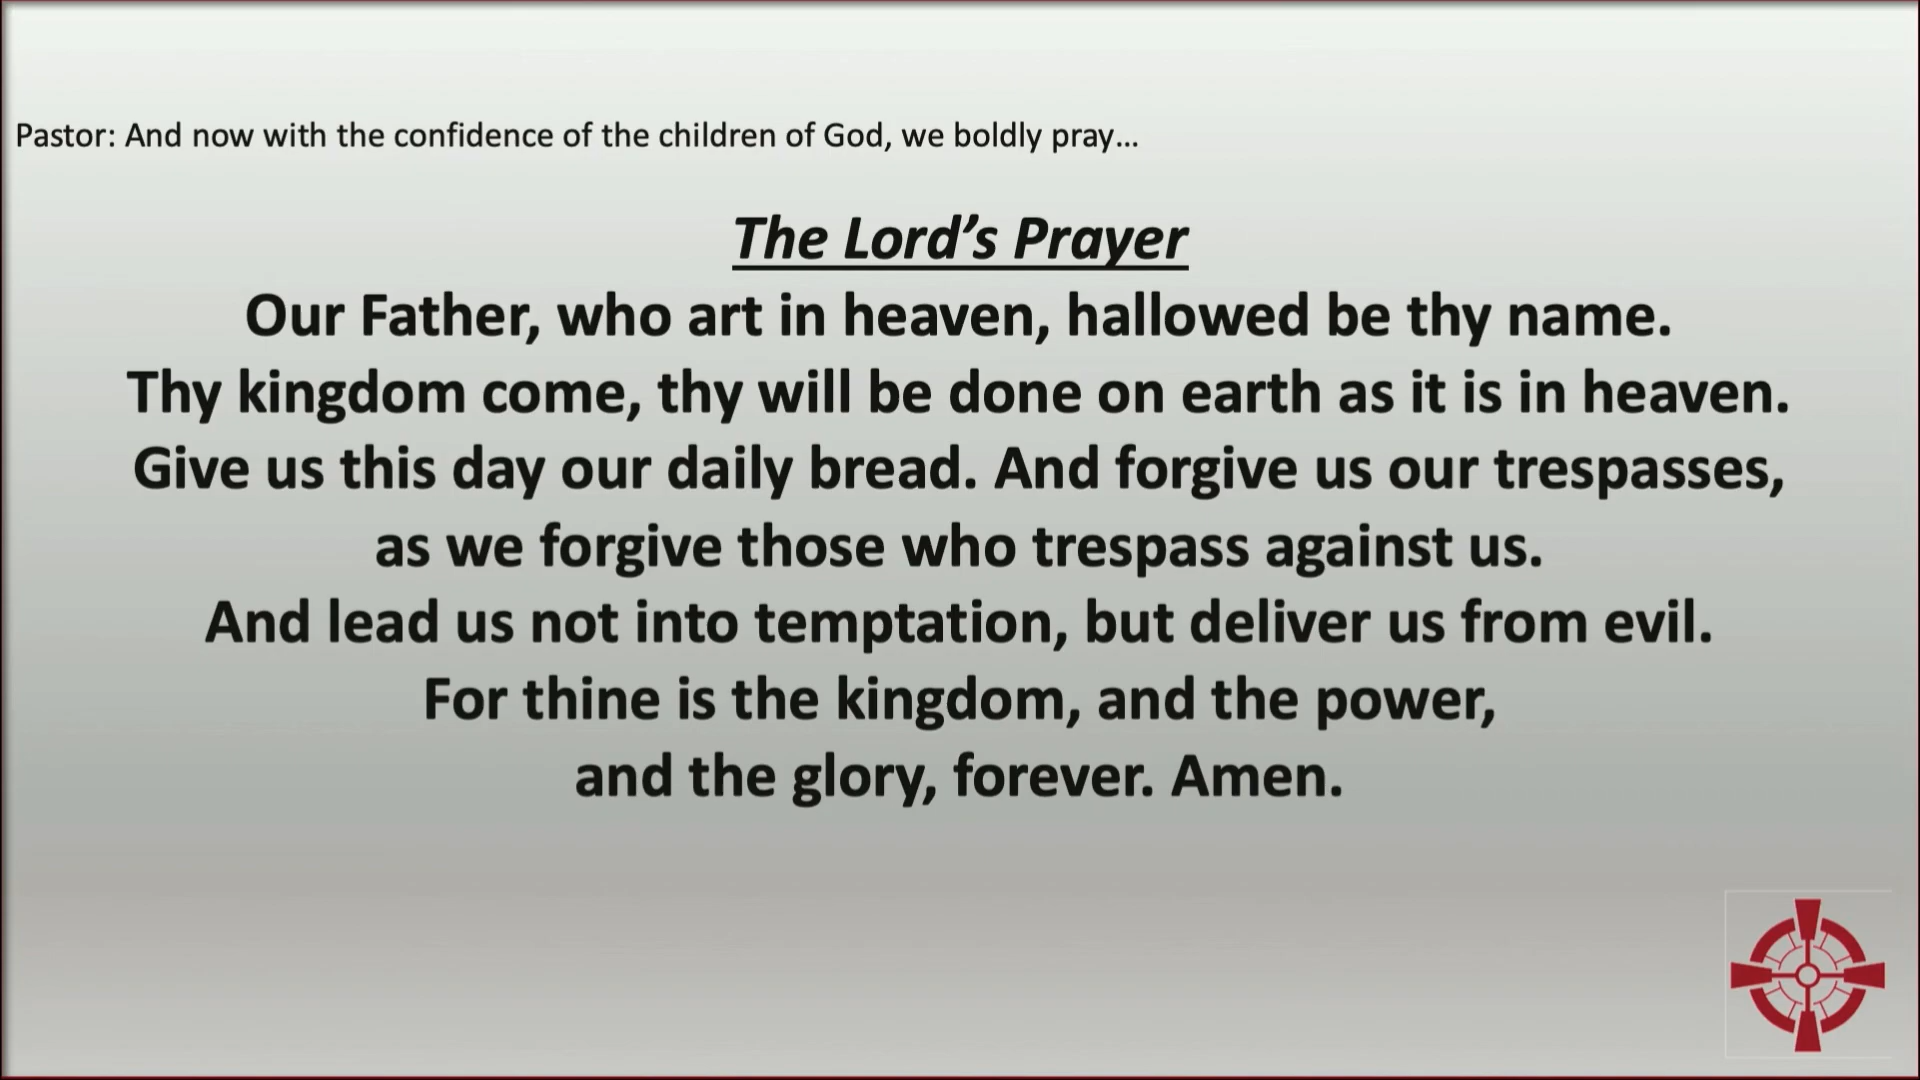 Pastor: And now with the confidence of the children of God, we boldly pray…
The Lord’s Prayer
Our Father, who art in heaven, hallowed be thy name.
Thy kingdom come, thy will be done on earth as it is in heaven.
Give us this day our daily bread. And forgive us our trespasses,
as we forgive those who trespass against us.
And lead us not into temptation, but deliver us from evil.
For thine is the kingdom, and the power,
and the glory, forever. Amen.